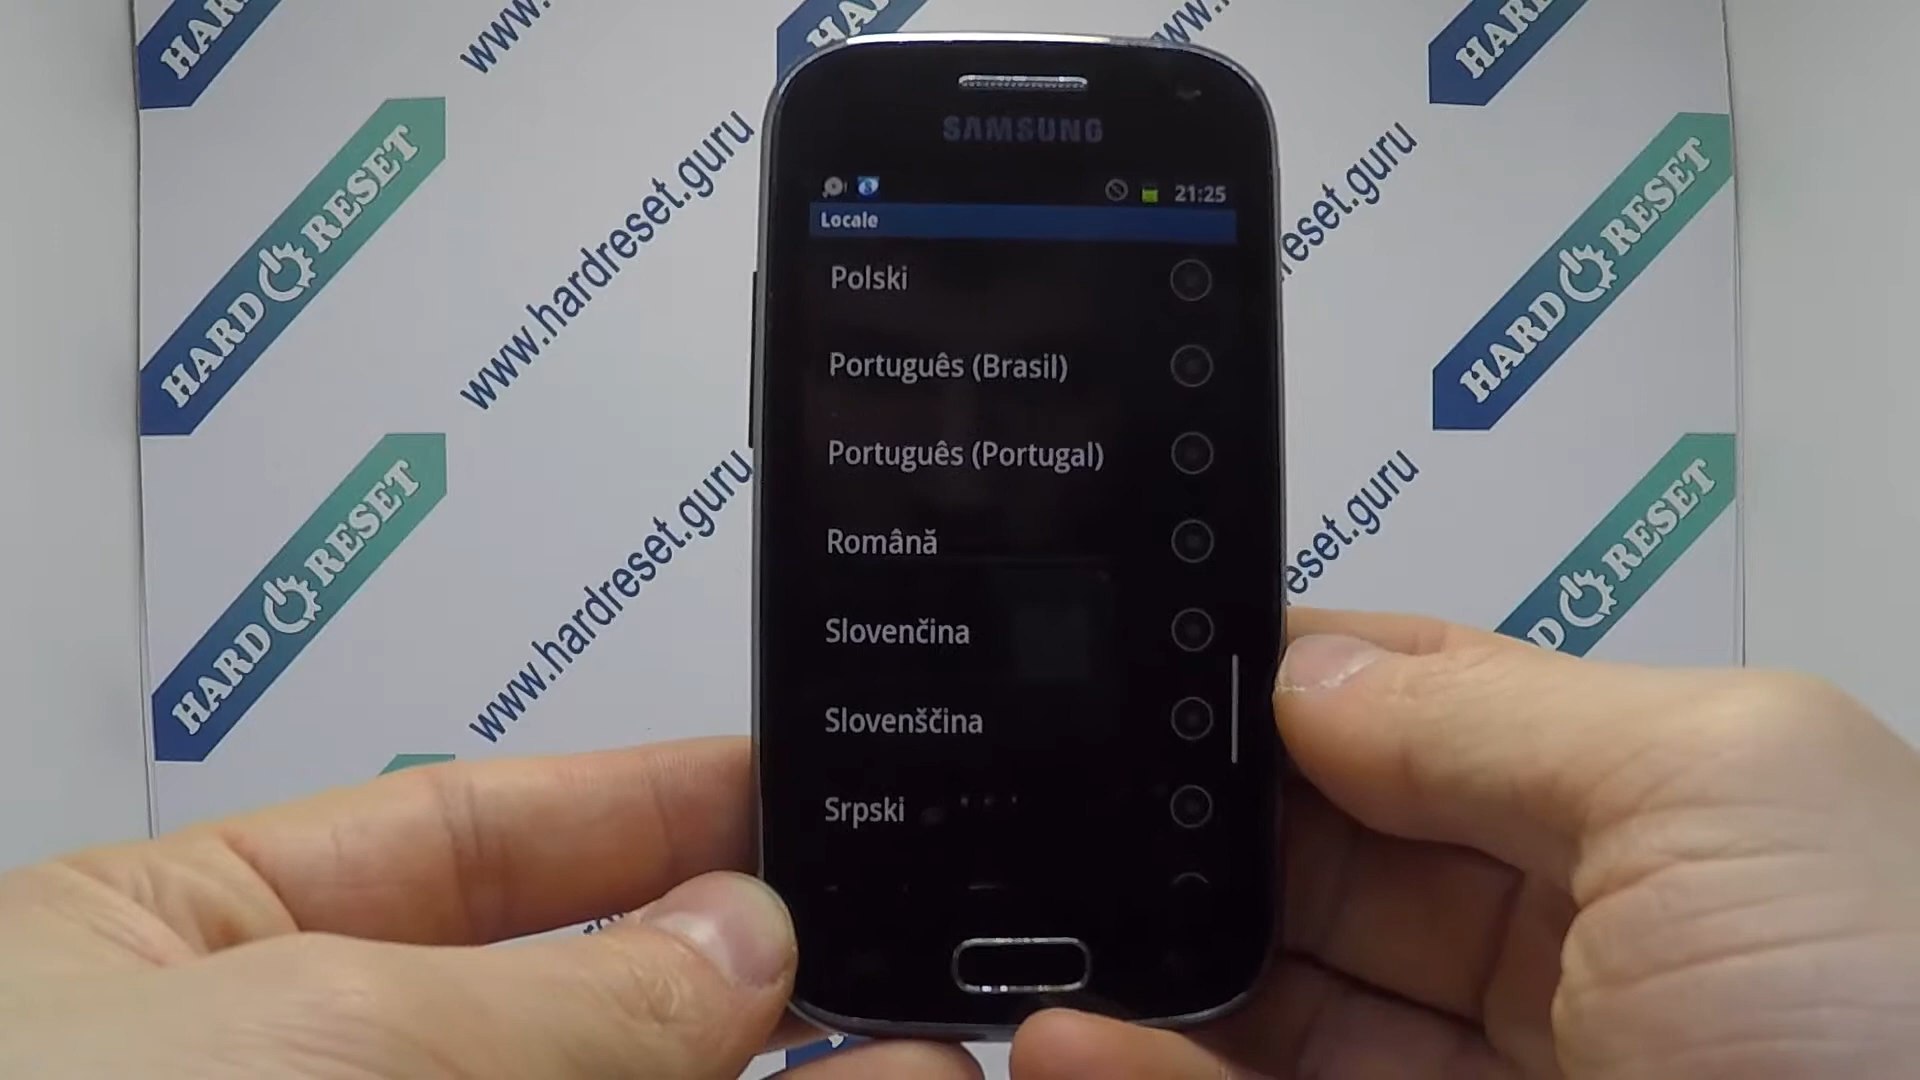 HARD RESET
www.hardreset.guru
HARD RESET
www.hardreset.guru
HARD RESET
www.hardreset.guru
SAMSUNG
21:25
Locale
Polski
Português (Brasil)
Português (Portugal)
Română
Slovenčina
Slovenščina
Srpski
HARD RESET